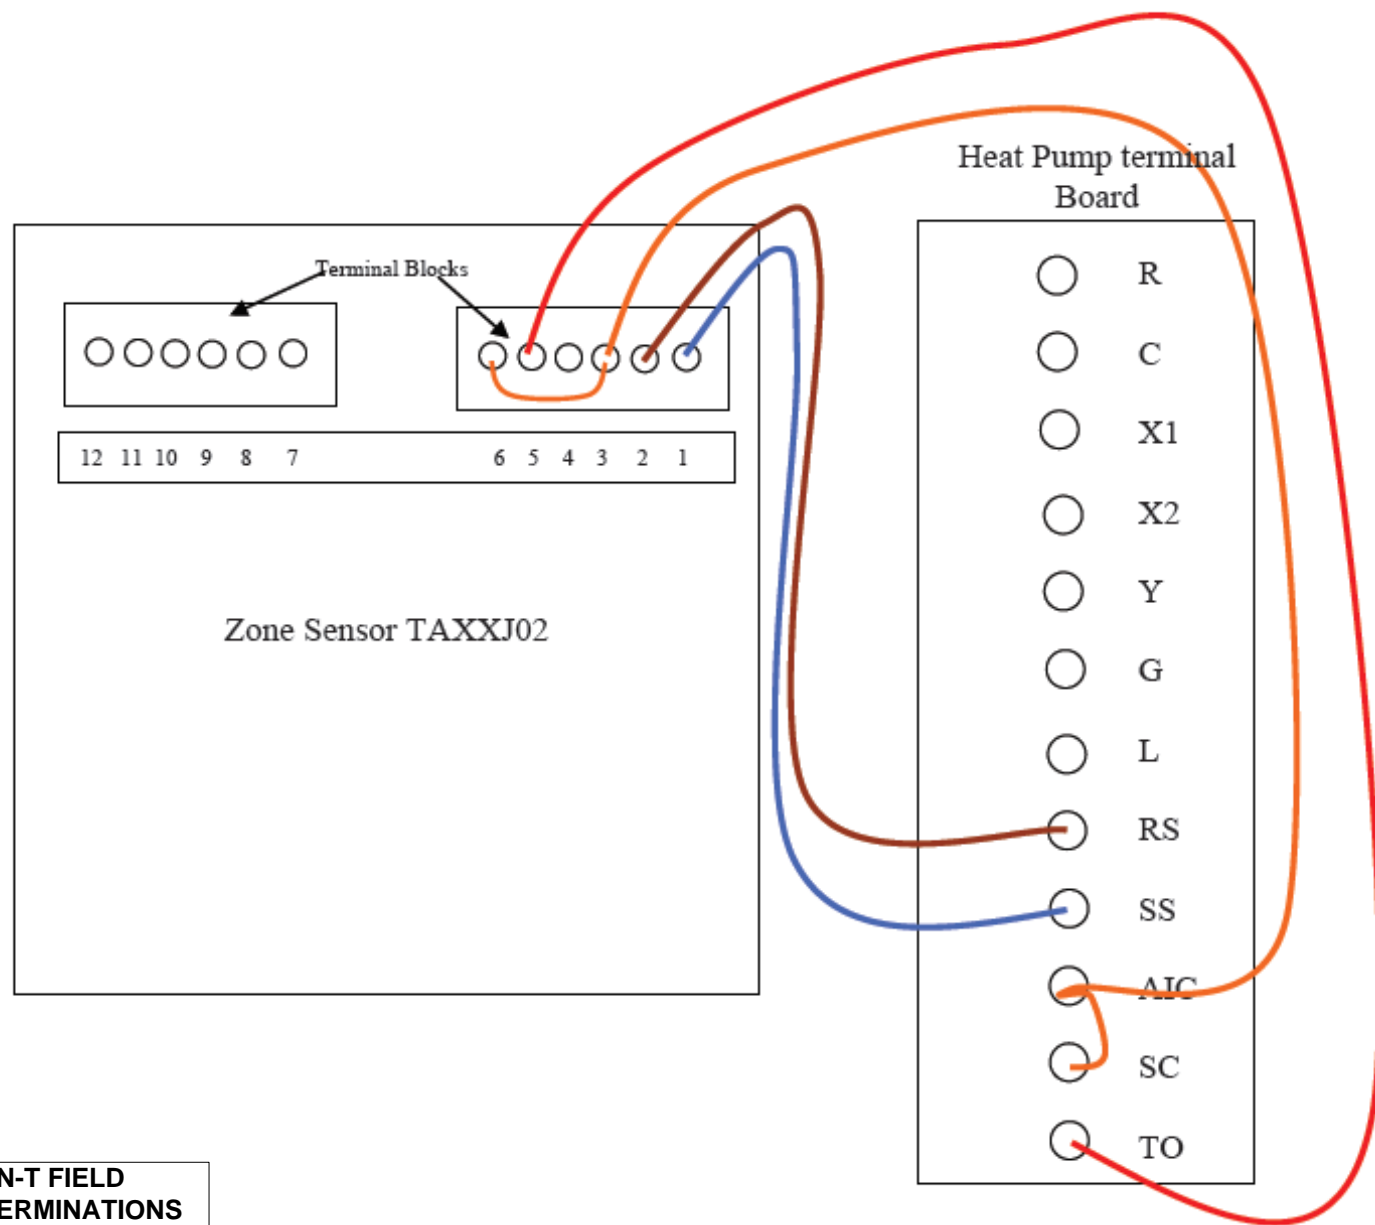 Heat Pump terminal
Board
Terminal Blocks
R
C
X1
12 11 10 9 8 7 6 5 4 3 2 1
X2
Y
Zone Sensor TAXXJ02
G
L
RS
SS
AIC
SC
TO
N-T FIELD
ERMINATIONS